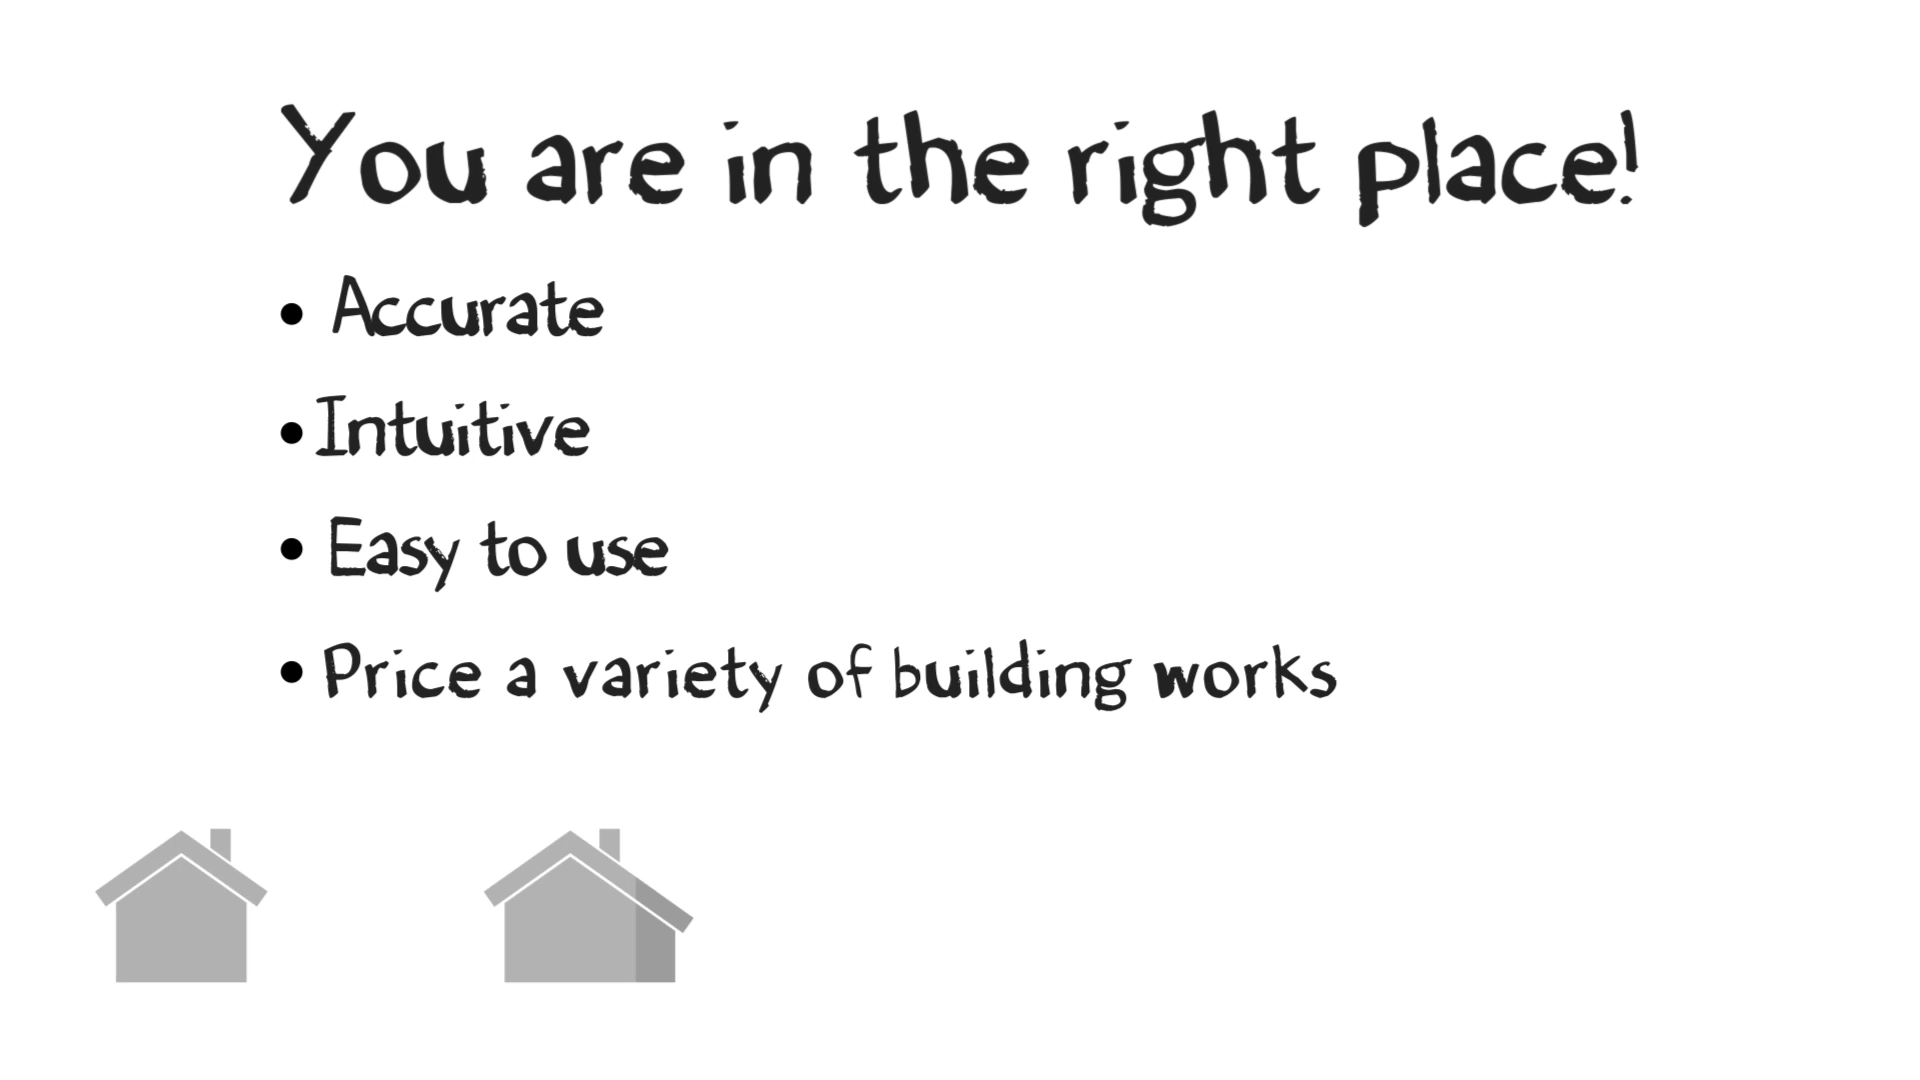 You are in the right place!
• Accurate
• Intuitive
• Easy to use
• Price a variety of building works